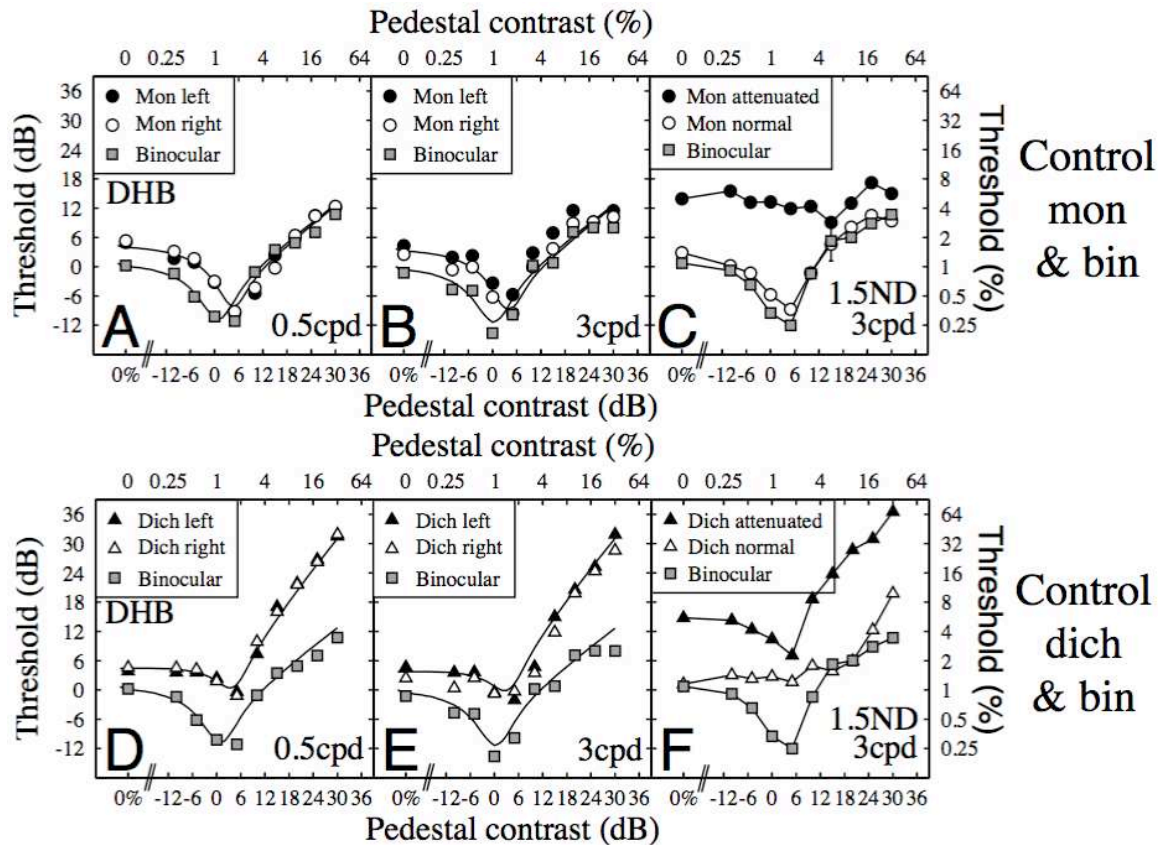 Pedestal contrast (%)
0 0.25 1 4 16 64
0 0.25 1 4 16 64
0 0.25 1 4 16 64
Threshold (dB)
36
30
24
18
12
6
0
-6
-12
Mon left
Mon right
Binocular
DHB
A
0.5cpd
Mon left
Mon right
Binocular
B
3cpd
Mon attenuated
Mon normal
Binocular
C
1.5ND
3cpd
64
32
16
8
4
2
1
0.5
0.25
Threshold (%)
Control
mon
& bin
0% -12 -6 0 6 12 18 24 30 36
0% -12 -6 0 6 12 18 24 30 36
0% -12 -6 0 6 12 18 24 30 36
Pedestal contrast (dB)
Pedestal contrast (%)
0 0.25 1 4 16 64
0 0.25 1 4 16 64
0 0.25 1 4 16 64
Threshold (dB)
36
30
24
18
12
6
0
-6
-12
Dich left
Dich right
Binocular
DHB
D
0.5cpd
Dich left
Dich right
Binocular
E
3cpd
Dich attenuated
Dich normal
Binocular
F
1.5ND
3cpd
64
32
16
8
4
2
1
0.5
0.25
Threshold (%)
Control
dich
& bin
0% -12 -6 0 6 12 18 24 30 36
0% -12 -6 0 6 12 18 24 30 36
0% -12 -6 0 6 12 18 24 30 36
Pedestal contrast (dB)